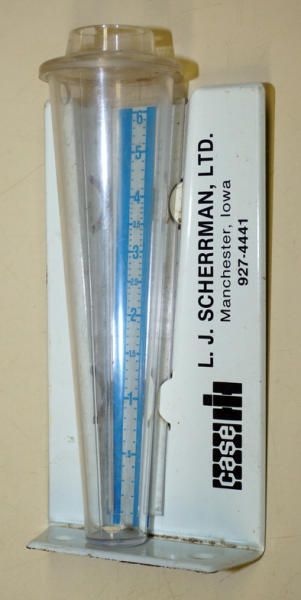 L. J. SCHERRMAN, LTD.
Manchester, Iowa
927-4441
case IH
6
5
4
3
2
1